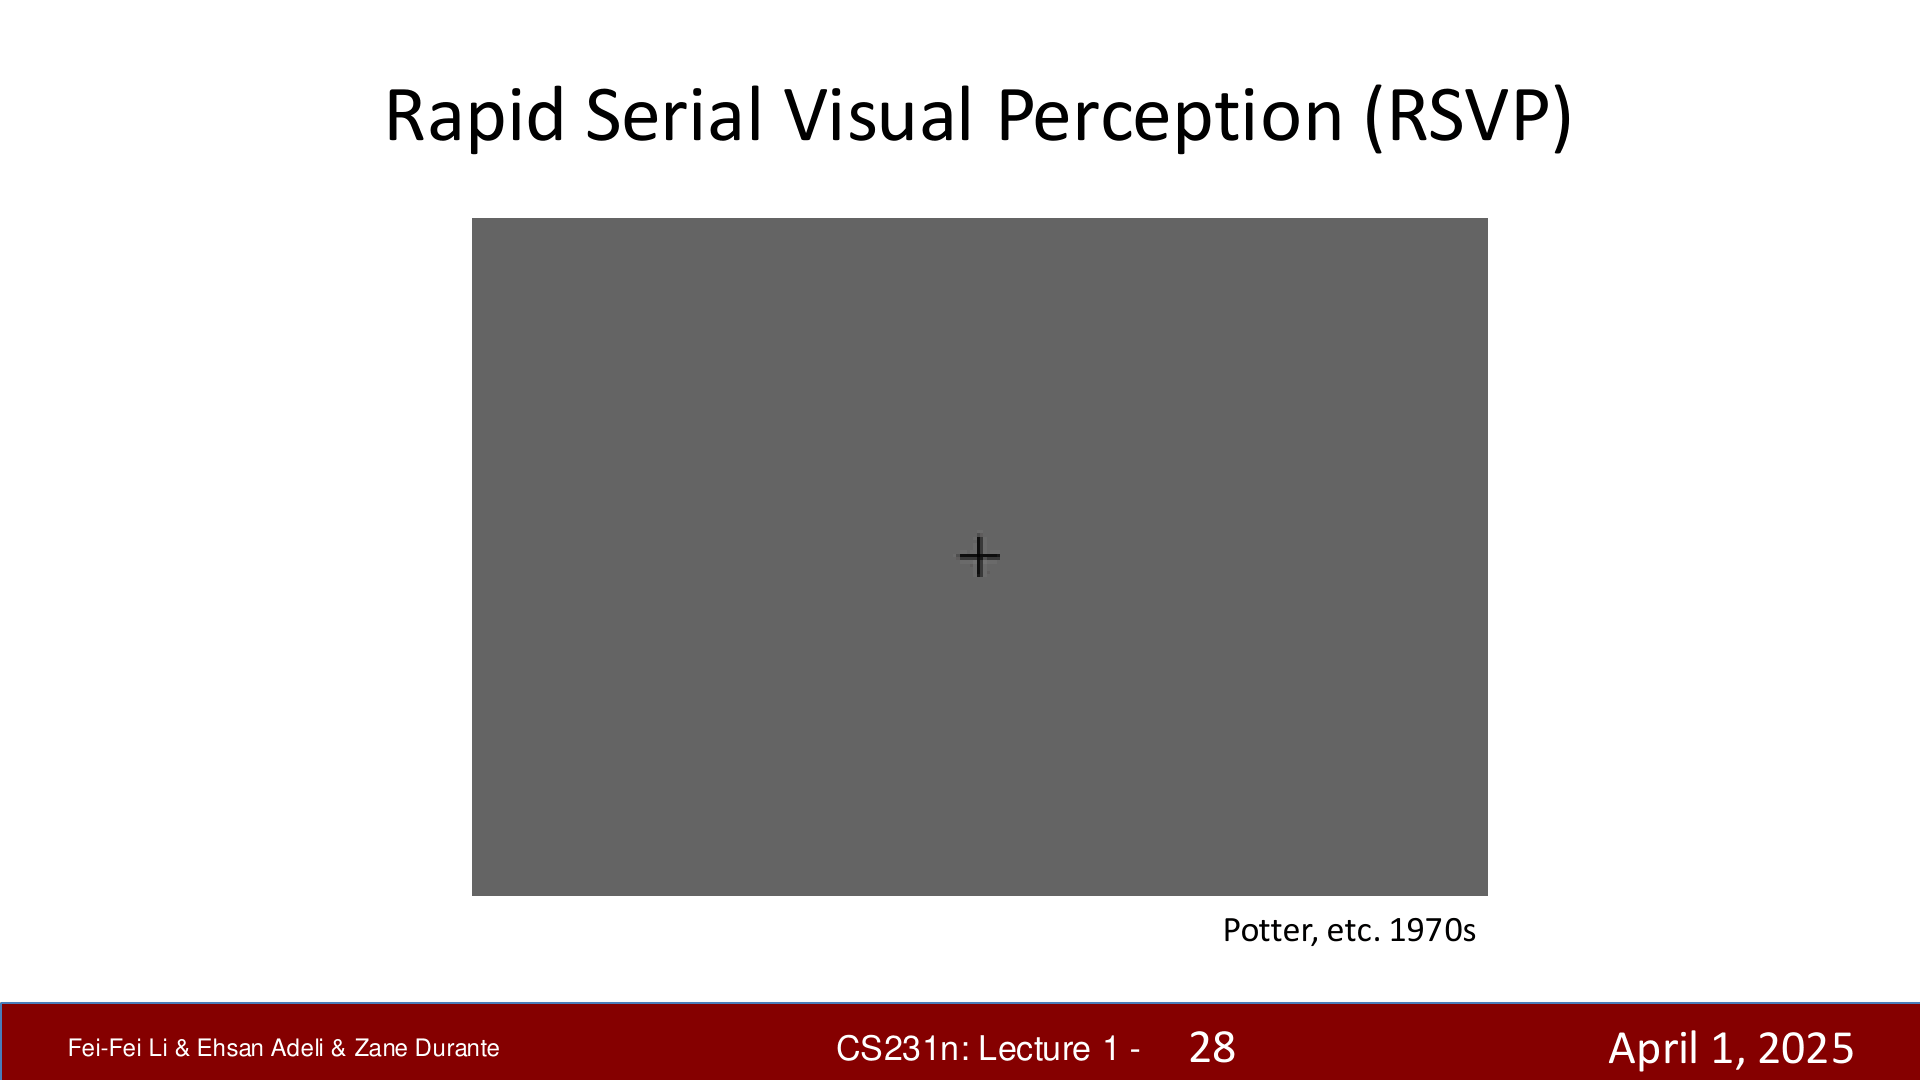 Rapid Serial Visual Perception (RSVP)
Potter, etc. 1970s
Fei-Fei Li & Ehsan Adeli & Zane Durante
CS231n: Lecture 1 - 28
April 1, 2025